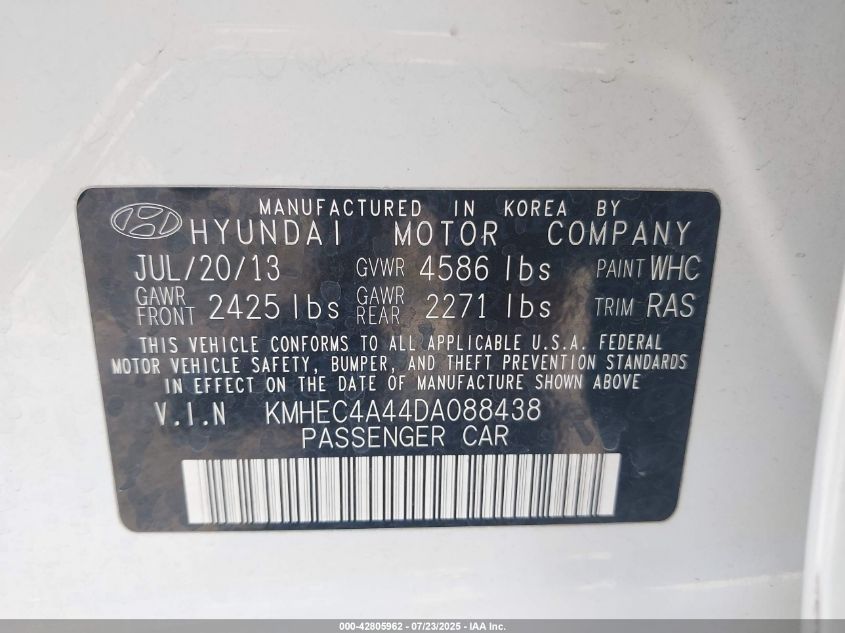 MANUFACTURED IN KOREA BY
HYUNDAI MOTOR COMPANY
JUL/20/13 GVWR 4586 lbs PAINT WHC
GAWR FRONT 2425 lbs GAWR REAR 2271 lbs TRIM RAS
THIS VEHICLE CONFORMS TO ALL APPLICABLE U.S.A. FEDERAL
MOTOR VEHICLE SAFETY, BUMPER, AND THEFT PREVENTION STANDARDS
IN EFFECT ON THE DATE OF MANUFACTURE SHOWN ABOVE
V.I.N KMHEC4A44DA088438
PASSENGER CAR
000-42805962 - 07/23/2025 - IAA Inc.